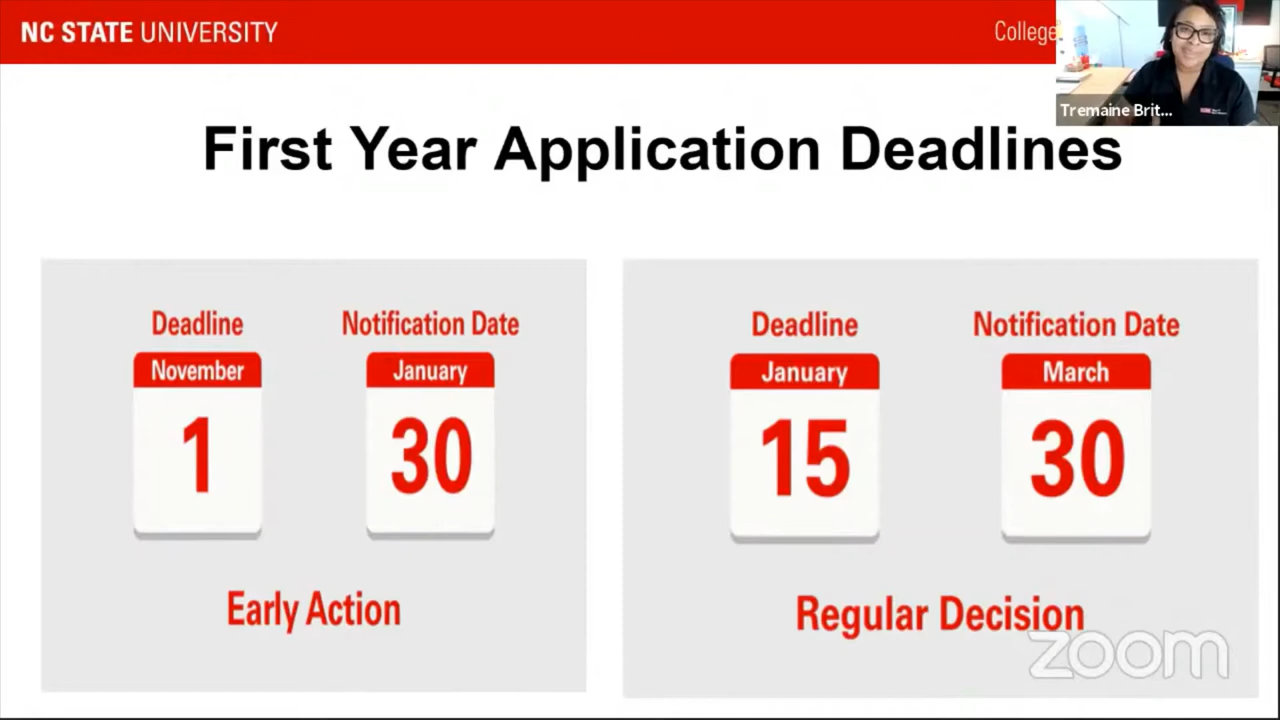 NC STATE UNIVERSITY
College
Tremaine Brit...
First Year Application Deadlines
Deadline
Notification Date
November
January
1
30
Early Action
Deadline
Notification Date
January
March
15
30
Regular Decision
zoom